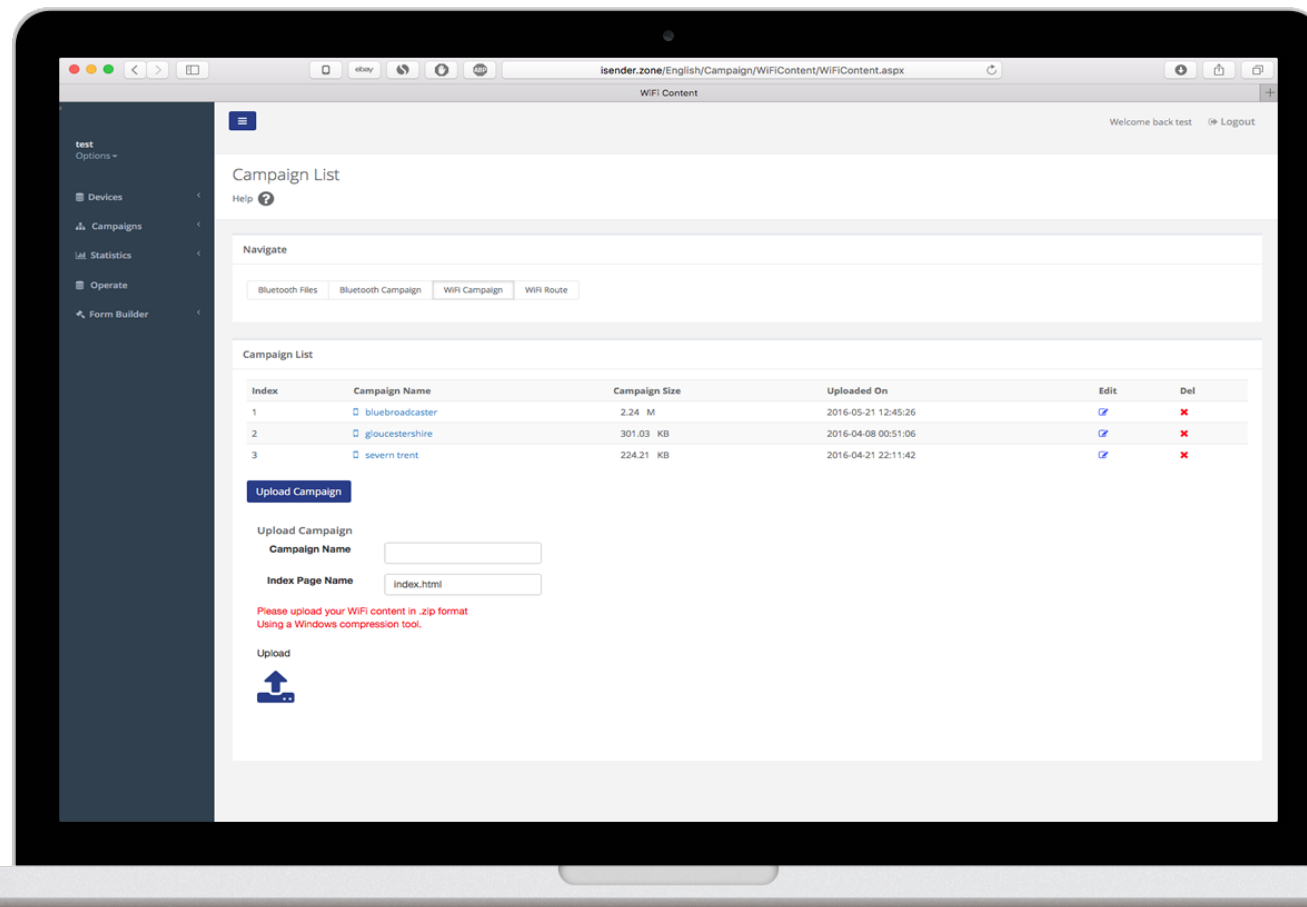 ebay
ABP
isender.zone/English/Campaign/WiFiContent/WiFiContent.aspx
WiFi Content
Welcome back test Logout
test
Options
Devices
Campaigns
Statistics
Operate
Form Builder
Campaign List
Help ?
Navigate
Bluetooth Files Bluetooth Campaign WiFi Campaign WiFi Route
Campaign List
Index Campaign Name Campaign Size Uploaded On Edit Del
1 bluebroadcaster 2.24 M 2016-05-21 12:45:26
2 gloucestershire 301.03 KB 2016-04-08 00:51:06
3 severn trent 224.21 KB 2016-04-21 22:11:42
Upload Campaign
Upload Campaign
Campaign Name
Index Page Name index.html
Please upload your WiFi content in .zip format
Using a Windows compression tool.
Upload